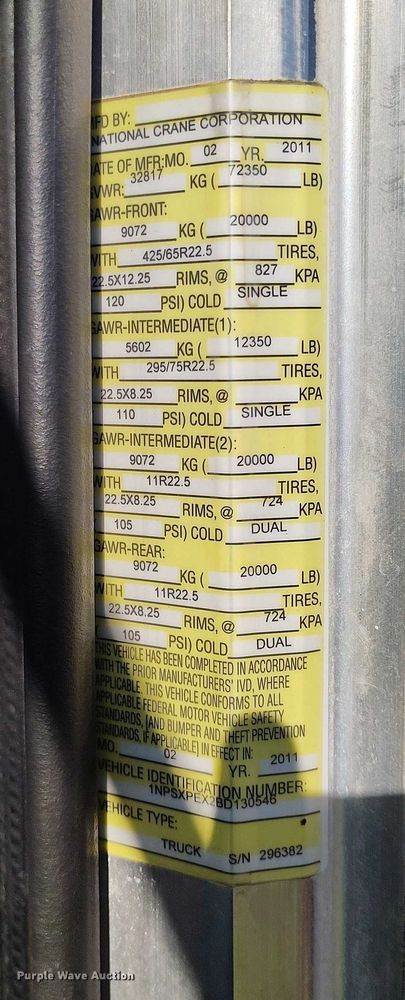 MFD BY:
NATIONAL CRANE CORPORATION
DATE OF MFR:MO. 02 YR. 2011
GVWR: 32817 KG ( 72350 LB)
GAWR-FRONT:
9072 KG ( 20000 LB)
WITH 425/65R22.5 TIRES,
22.5X12.25 RIMS, @ 827 KPA
120 PSI) COLD SINGLE
GAWR-INTERMEDIATE(1):
5602 KG ( 12350 LB)
WITH 295/75R22.5 TIRES,
22.5X8.25 RIMS, @ KPA
110 PSI) COLD SINGLE
GAWR-INTERMEDIATE(2):
9072 KG ( 20000 LB)
WITH 11R22.5 TIRES,
22.5X8.25 RIMS, @ 724 KPA
105 PSI) COLD DUAL
GAWR-REAR:
9072 KG ( 20000 LB)
WITH 11R22.5 TIRES,
22.5X8.25 RIMS, @ 724 KPA
105 PSI) COLD DUAL
THIS VEHICLE HAS BEEN COMPLETED IN ACCORDANCE
WITH THE PRIOR MANUFACTURERS' IVD, WHERE
APPLICABLE. THIS VEHICLE CONFORMS TO ALL
APPLICABLE FEDERAL MOTOR VEHICLE SAFETY
STANDARDS, [AND BUMPER AND THEFT PREVENTION
STANDARDS, IF APPLICABLE] IN EFFECT IN:
MO. 02 YR. 2011
VEHICLE IDENTIFICATION NUMBER:
1NPSXPEX2BD130546
VEHICLE TYPE:
TRUCK S/N 296382
Purple Wave Auction